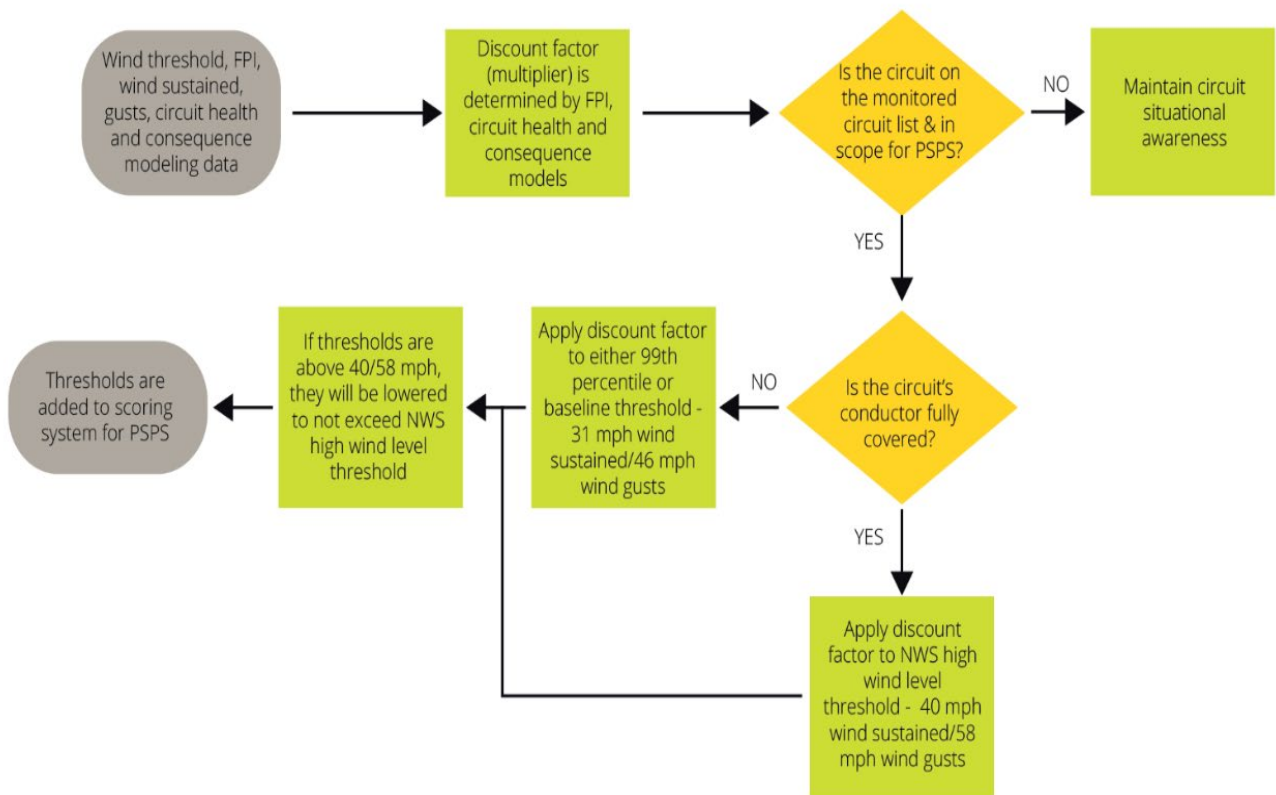 Wind threshold, FPI,
wind sustained,
gusts, circuit health
and consequence
modeling data
Discount factor
(multiplier) is
determined by FPI,
circuit health and
consequence
models
Is the circuit on
the monitored
circuit list & in
scope for PSPS?
NO
Maintain circuit
situational
awareness
YES
Is the circuit's
conductor fully
covered?
NO
Apply discount factor
to either 99th
percentile or
baseline threshold -
31 mph wind
sustained/46 mph
wind gusts
If thresholds are
above 40/58 mph,
they will be lowered
to not exceed NWS
high wind level
threshold
Thresholds are
added to scoring
system for PSPS
YES
Apply discount
factor to NWS high
wind level
threshold - 40 mph
wind sustained/58
mph wind gusts